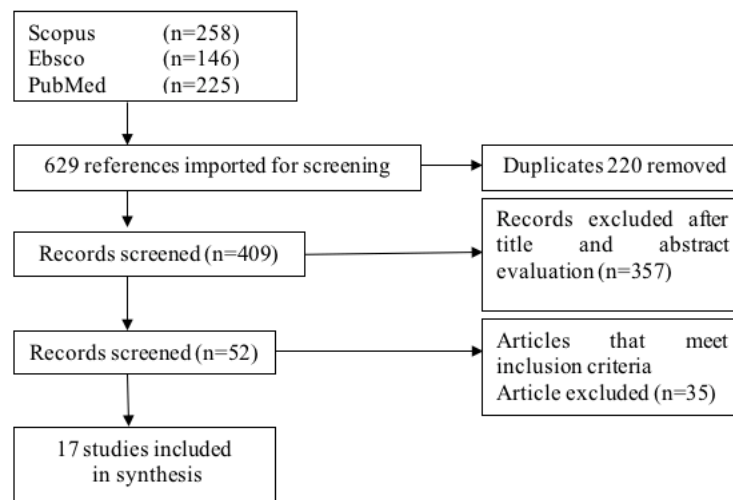 Scopus (n=258)
Ebsco (n=146)
PubMed (n=225)
629 references imported for screening
Duplicates 220 removed
Records screened (n=409)
Records excluded after
title and abstract
evaluation (n=357)
Records screened (n=52)
Articles that meet
inclusion criteria
Article excluded (n=35)
17 studies included
in synthesis